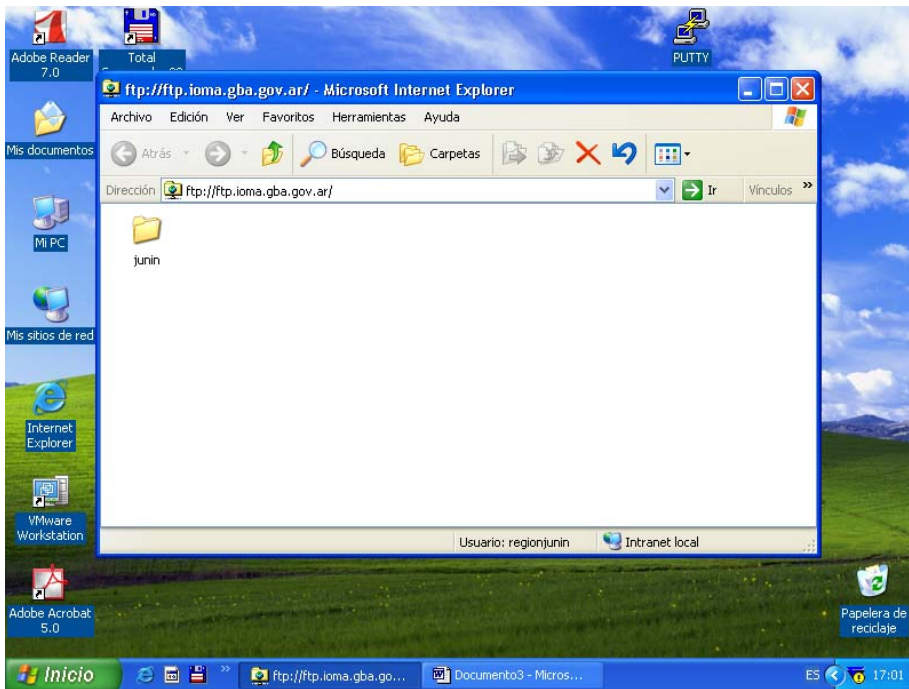 Adobe Reader
7.0
Total
PUTTY
ftp://ftp.ioma.gba.gov.ar/ - Microsoft Internet Explorer
Archivo Edición Ver Favoritos Herramientas Ayuda
Atrás Búsqueda Carpetas
Dirección ftp://ftp.ioma.gba.gov.ar/ Ir Vínculos »
junin
Mis documentos
Mi PC
Mis sitios de red
Internet
Explorer
VMware
Workstation
Usuario: regionjunin Intranet local
Adobe Acrobat
5.0
Papelera de
reciclaje
Inicio » ftp://ftp.ioma.gba.go... Documento3 - Micros... ES 17:01